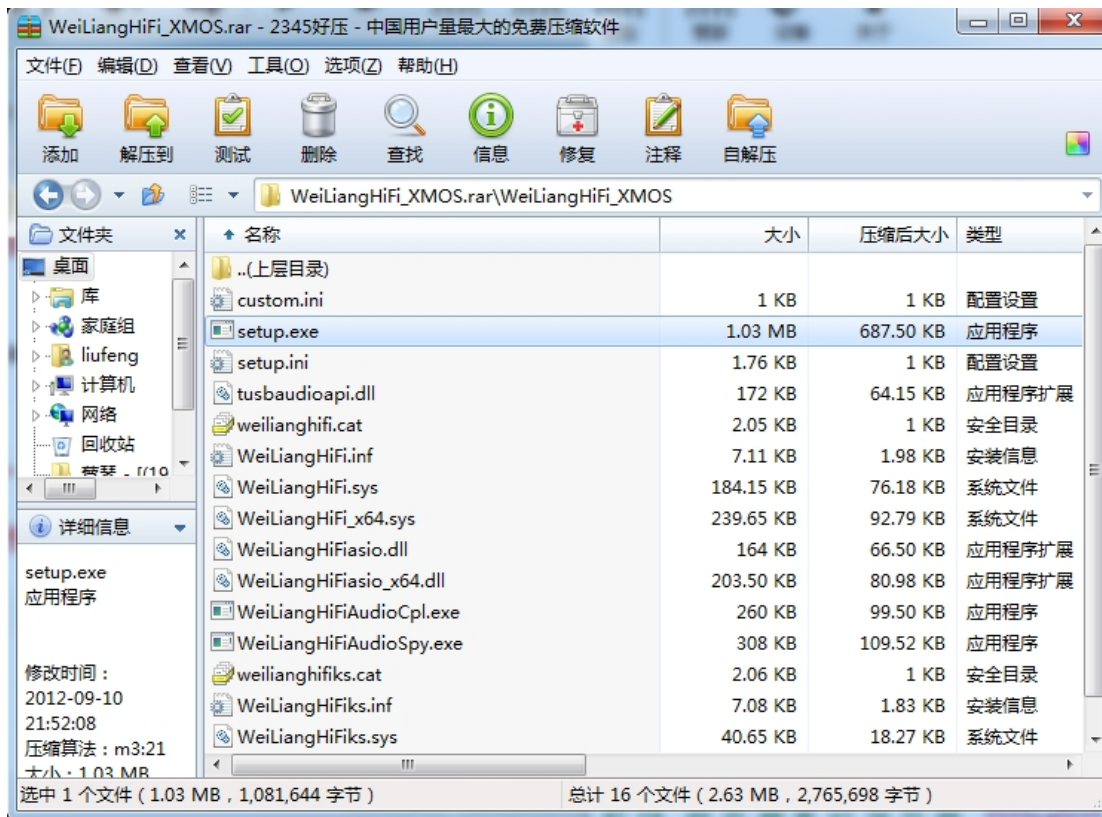 WeiLiangHiFi_XMOS.rar - 2345好压 - 中国用户量最大的免费压缩软件
文件(F) 编辑(D) 查看(V) 工具(O) 选项(Z) 帮助(H)
添加 解压到 测试 删除 查找 信息 修复 注释 自解压
WeiLiangHiFi_XMOS.rar\WeiLiangHiFi_XMOS
文件夹
桌面
库
家庭组
liufeng
计算机
网络
回收站
详细信息
setup.exe
应用程序
修改时间：
2012-09-10
21:52:08
压缩算法：m3:21
大小：1.03 MB
名称 大小 压缩后大小 类型
..(上层目录)
custom.ini 1 KB 1 KB 配置设置
setup.exe 1.03 MB 687.50 KB 应用程序
setup.ini 1.76 KB 1 KB 配置设置
tusbaudioapi.dll 172 KB 64.15 KB 应用程序扩展
weilianghifi.cat 2.05 KB 1 KB 安全目录
WeiLiangHiFi.inf 7.11 KB 1.98 KB 安装信息
WeiLiangHiFi.sys 184.15 KB 76.18 KB 系统文件
WeiLiangHiFi_x64.sys 239.65 KB 92.79 KB 系统文件
WeiLiangHiFiasio.dll 164 KB 66.50 KB 应用程序扩展
WeiLiangHiFiasio_x64.dll 203.50 KB 80.98 KB 应用程序扩展
WeiLiangHiFiAudioCpl.exe 260 KB 99.50 KB 应用程序
WeiLiangHiFiAudioSpy.exe 308 KB 109.52 KB 应用程序
weilianghifiks.cat 2.06 KB 1 KB 安全目录
WeiLiangHiFiks.inf 7.08 KB 1.83 KB 安装信息
WeiLiangHiFiks.sys 40.65 KB 18.27 KB 系统文件
选中 1 个文件 ( 1.03 MB , 1,081,644 字节 )
总计 16 个文件 ( 2.63 MB , 2,765,698 字节 )